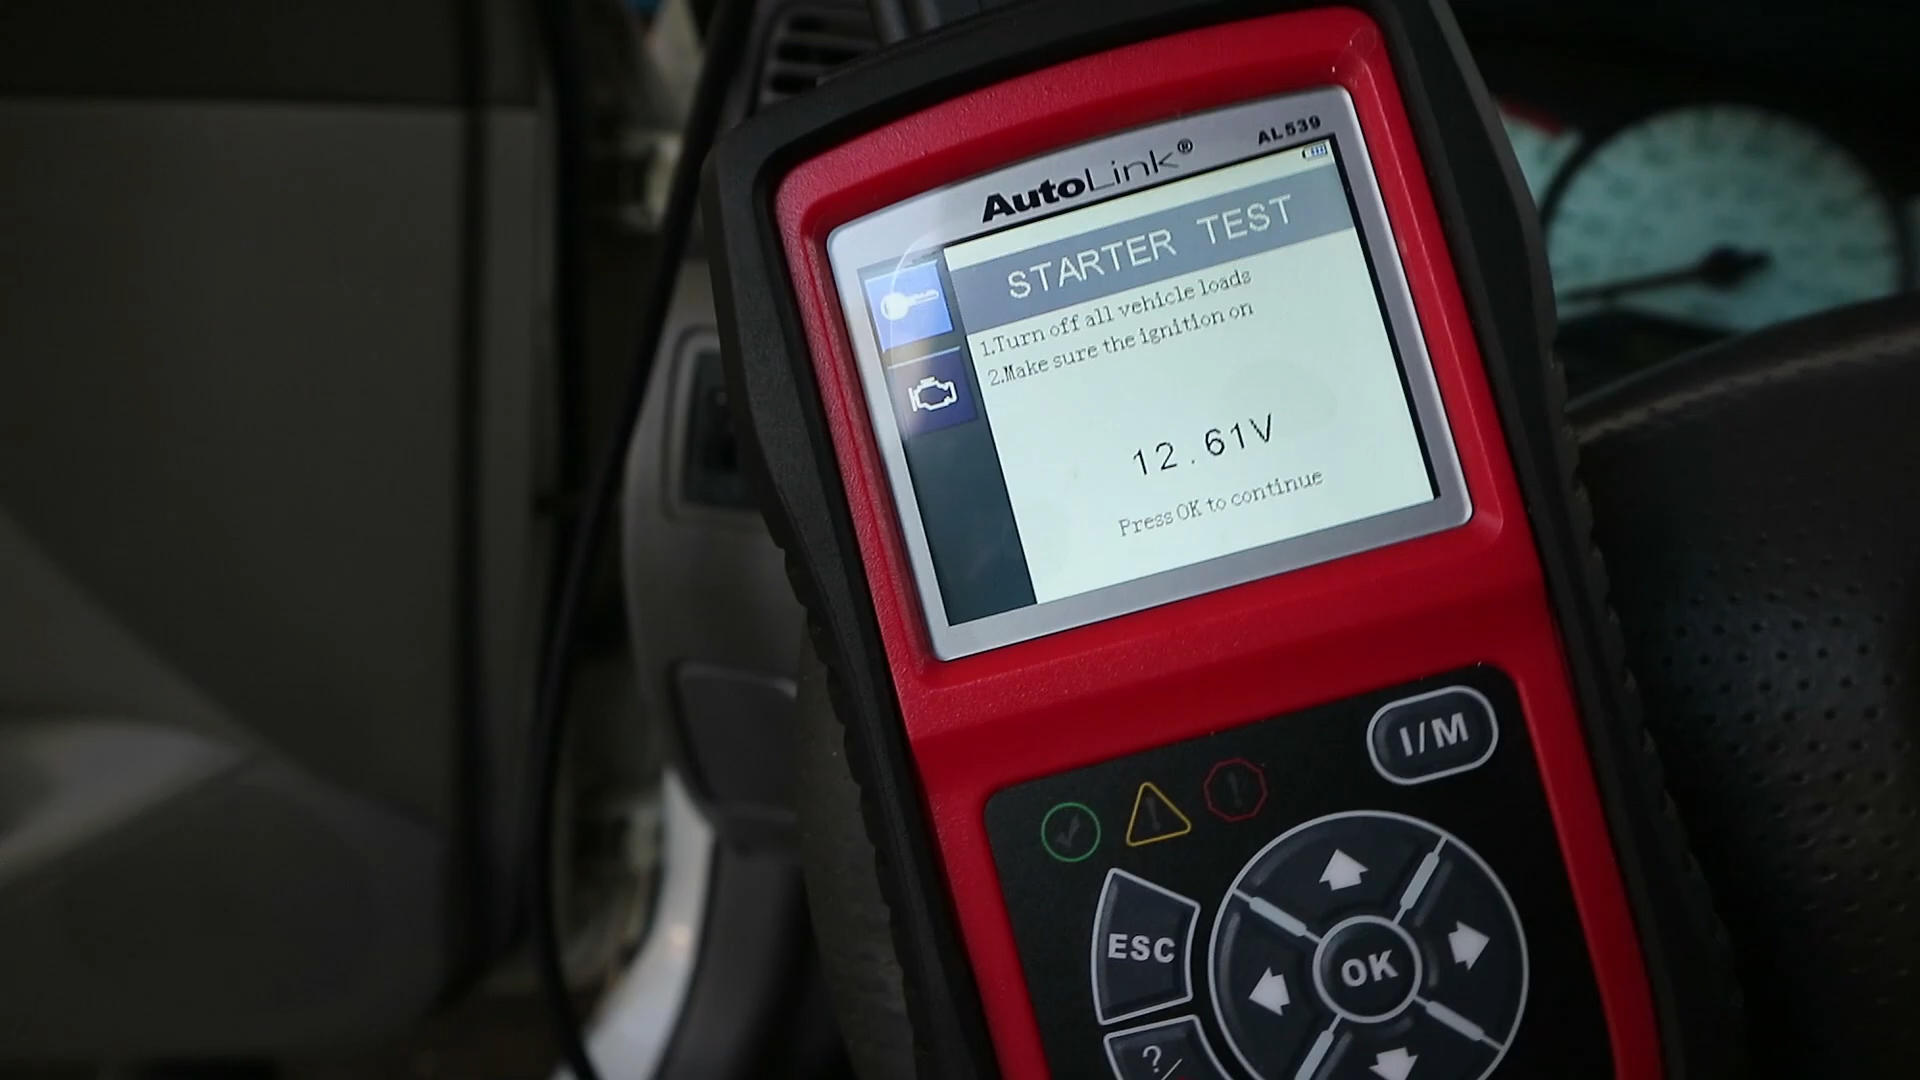 AutoLink®
AL539
STARTER TEST
1.Turn off all vehicle loads
2.Make sure the ignition on
12.61V
Press OK to continue
I/M
ESC
OK
?